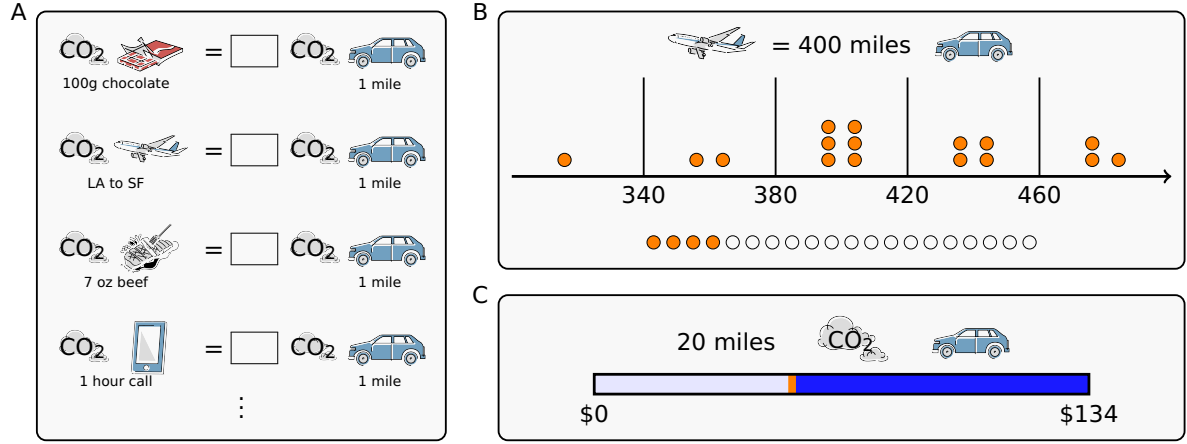 A
CO2 = CO2
100g chocolate 1 mile
CO2 = CO2
LA to SF 1 mile
CO2 = CO2
7 oz beef 1 mile
CO2 = CO2
1 hour call 1 mile
⋮
B
= 400 miles
340 380 420 460
C
20 miles CO2
$0 $134